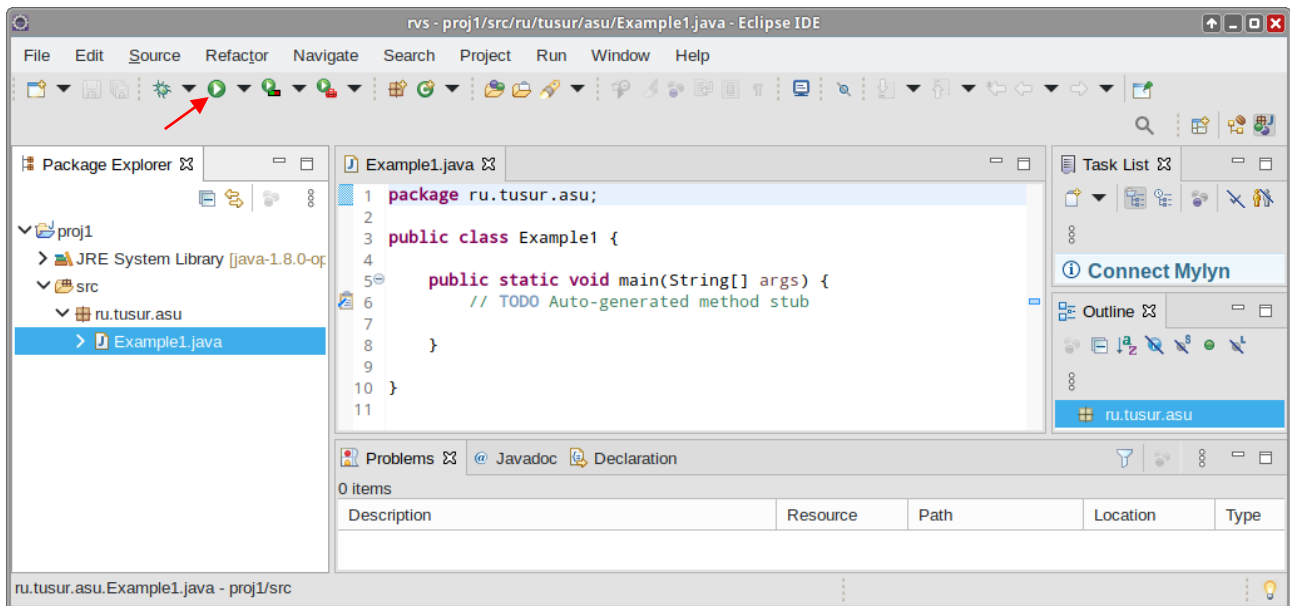 rvs - proj1/src/ru/tusur/asu/Example1.java - Eclipse IDE
File Edit Source Refactor Navigate Search Project Run Window Help
Package Explorer
proj1
JRE System Library [java-1.8.0-op
src
ru.tusur.asu
Example1.java
Example1.java
1 package ru.tusur.asu;
2
3 public class Example1 {
4
5 public static void main(String[] args) {
6 // TODO Auto-generated method stub
7
8 }
9
10 }
11
Task List
Connect Mylyn
Outline
ru.tusur.asu
Problems @ Javadoc Declaration
0 items
Description Resource Path Location Type
ru.tusur.asu.Example1.java - proj1/src